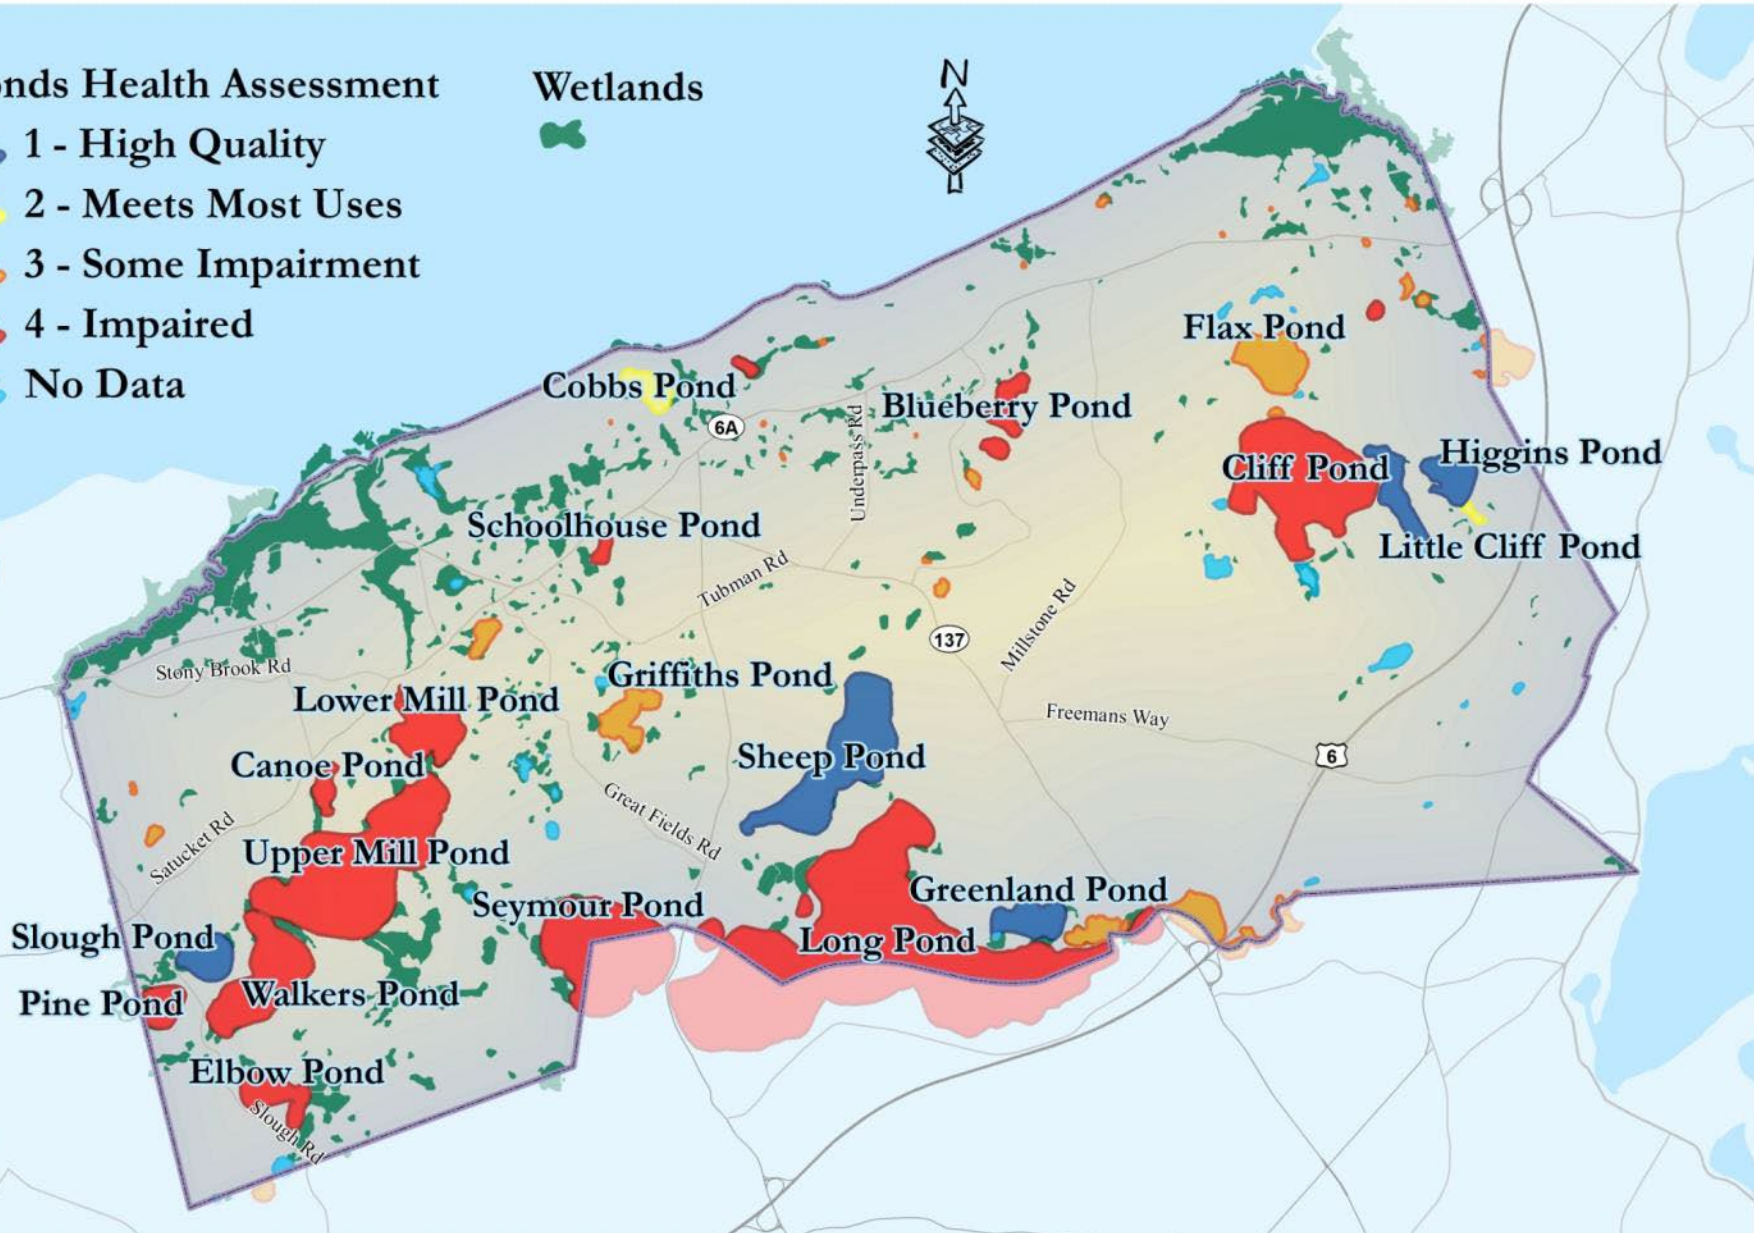 onds Health Assessment
1 - High Quality
2 - Meets Most Uses
3 - Some Impairment
4 - Impaired
No Data
Wetlands
N
Flax Pond
Cobbs Pond
6A
Underpass Rd
Blueberry Pond
Cliff Pond
Higgins Pond
Little Cliff Pond
Schoolhouse Pond
Tubman Rd
137
Millstone Rd
Stony Brook Rd
Griffiths Pond
Lower Mill Pond
Freemans Way
Canoe Pond
Sheep Pond
6
Great Fields Rd
Satucket Rd
Upper Mill Pond
Seymour Pond
Greenland Pond
Slough Pond
Long Pond
Pine Pond
Walkers Pond
Elbow Pond
Slough Rd